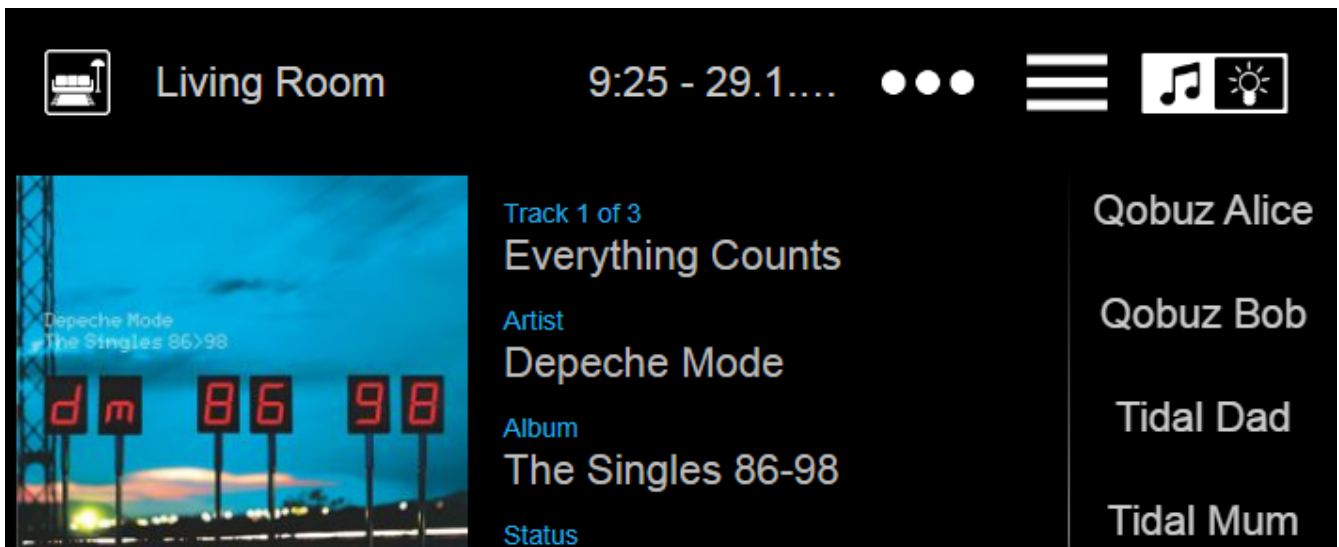 Living Room
9:25 - 29.1....
Depeche Mode
The Singles 86>98
dm 86 98
Track 1 of 3
Everything Counts
Artist
Depeche Mode
Album
The Singles 86-98
Status
Qobuz Alice
Qobuz Bob
Tidal Dad
Tidal Mum